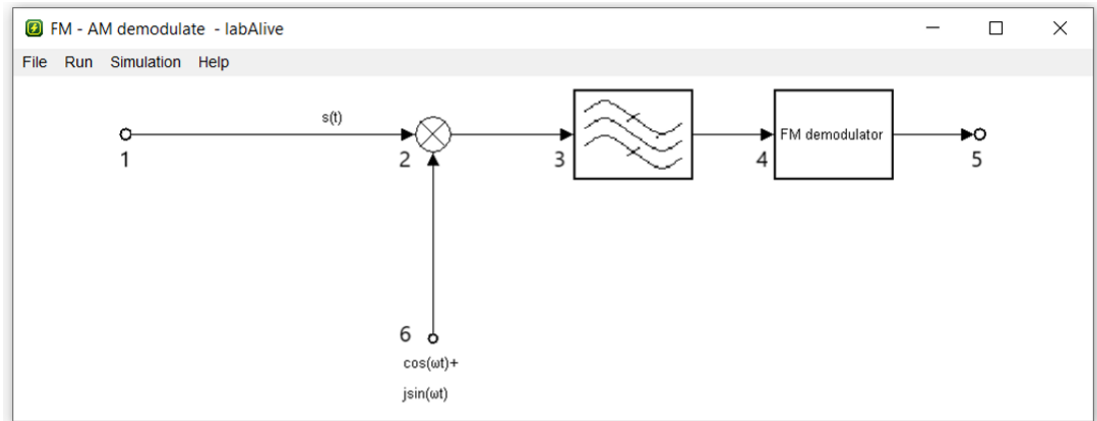 FM - AM demodulate - labAlive
File Run Simulation Help
s(t)
1
2
3
4
FM demodulator
5
6
cos(ωt)+
jsin(ωt)